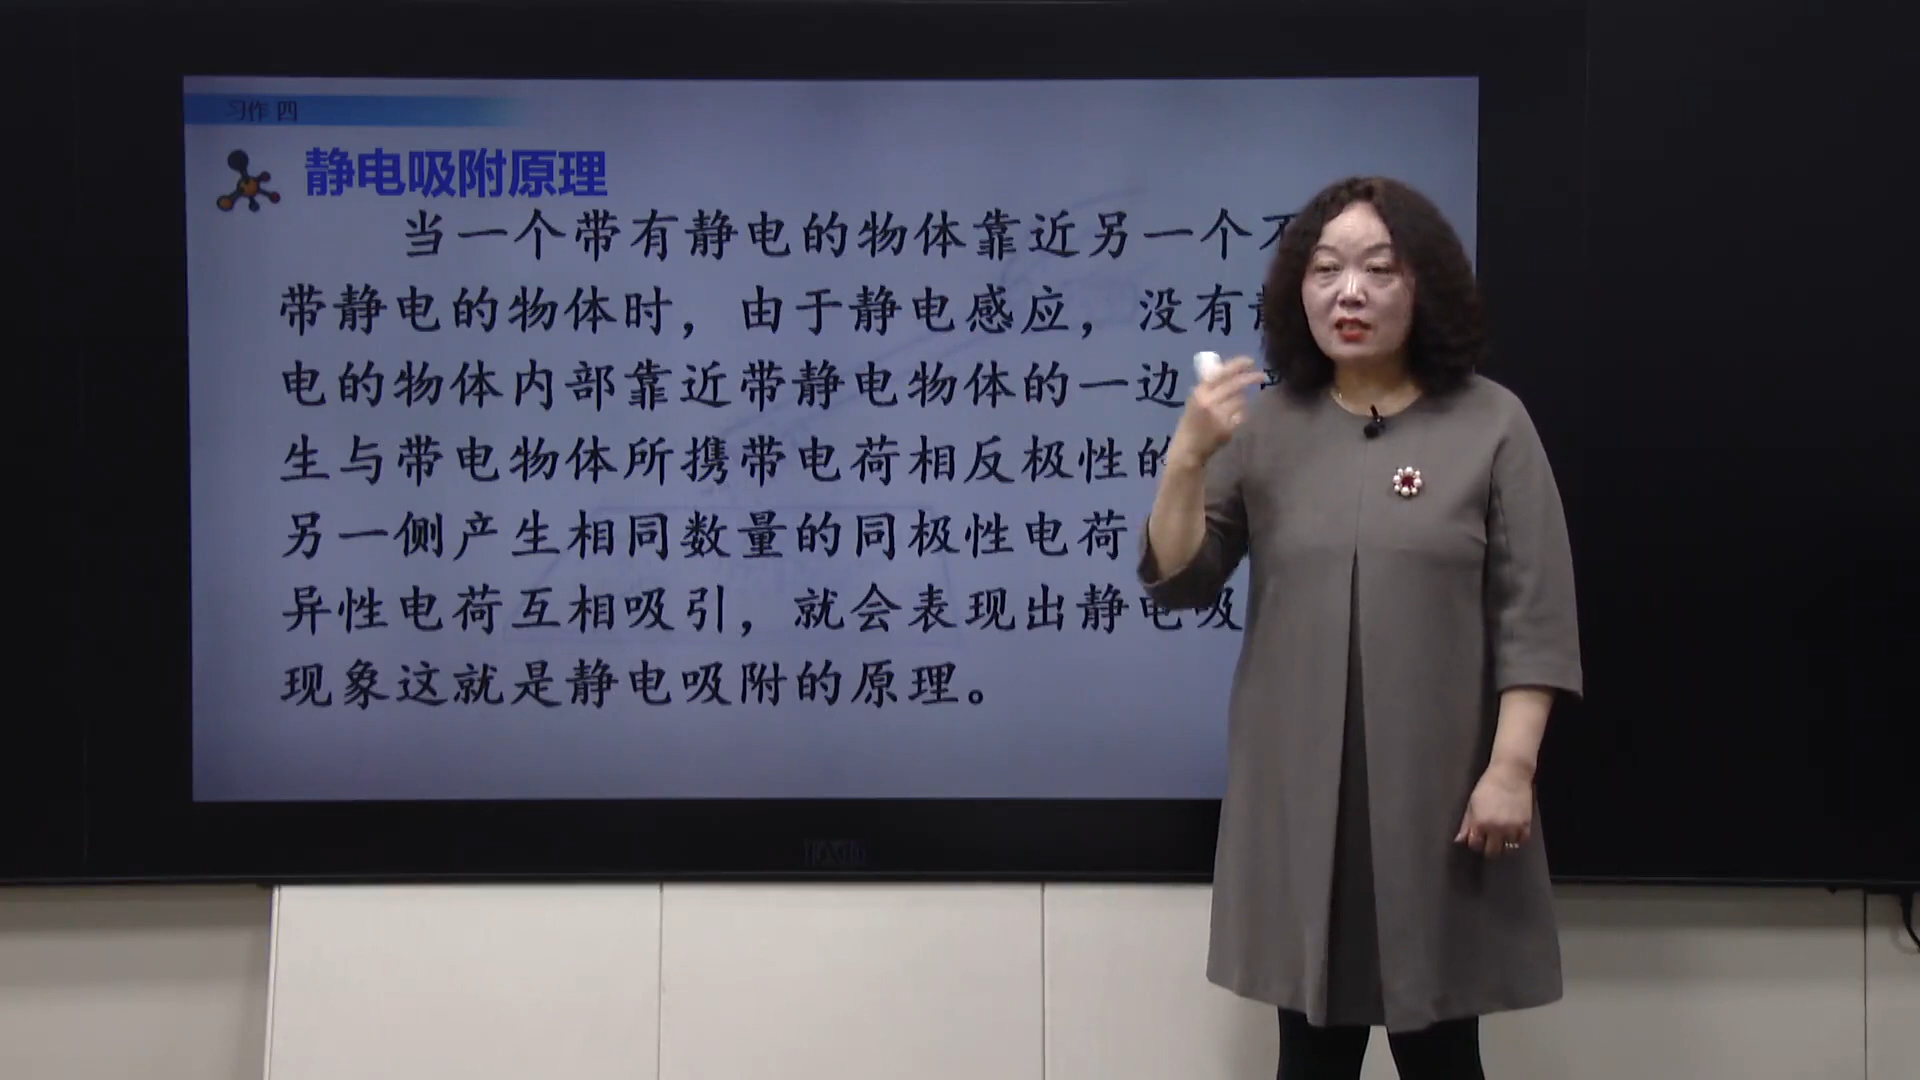 习作 四
静电吸附原理
当一个带有静电的物体靠近另一个不
带静电的物体时，由于静电感应，没有静
电的物体内部靠近带静电物体的一边
生与带电物体所携带电荷相反极性的
另一侧产生相同数量的同极性电荷
异性电荷互相吸引，就会表现出静电吸
现象这就是静电吸附的原理。